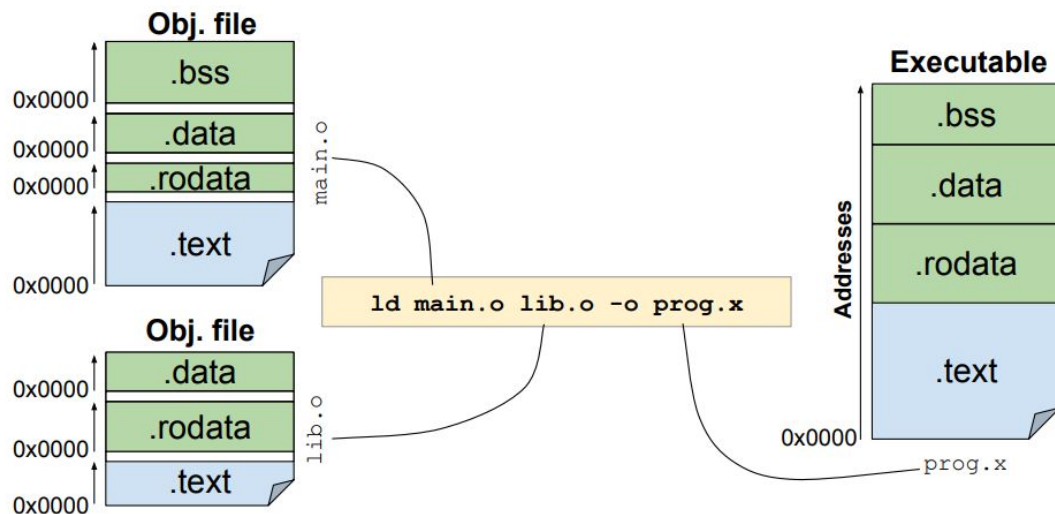 Obj. file
.bss
0x0000
.data
0x0000
.rodata
0x0000
.text
0x0000
main.o
Obj. file
.data
0x0000
.rodata
0x0000
.text
0x0000
lib.o
ld main.o lib.o -o prog.x
Executable
.bss
.data
.rodata
.text
Addresses
0x0000
prog.x